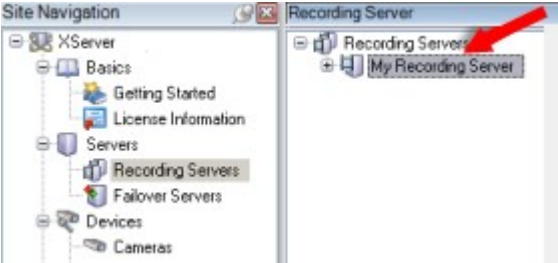 Site Navigation
XServer
Basics
Getting Started
License Information
Servers
Recording Servers
Failover Servers
Devices
Cameras
Recording Server
Recording Servers
My Recording Server